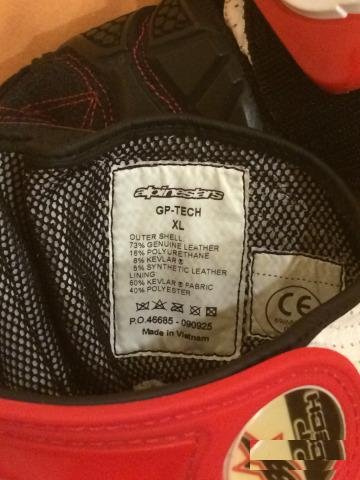 alpinestars
GP-TECH
XL
OUTER SHELL:
73% GENUINE LEATHER
16% POLYURETHANE
6% KEVLAR ®
5% SYNTHETIC LEATHER
LINING:
60% KEVLAR ® FABRIC
40% POLYESTER
P.O.46685 - 090925
Made in Vietnam
CE